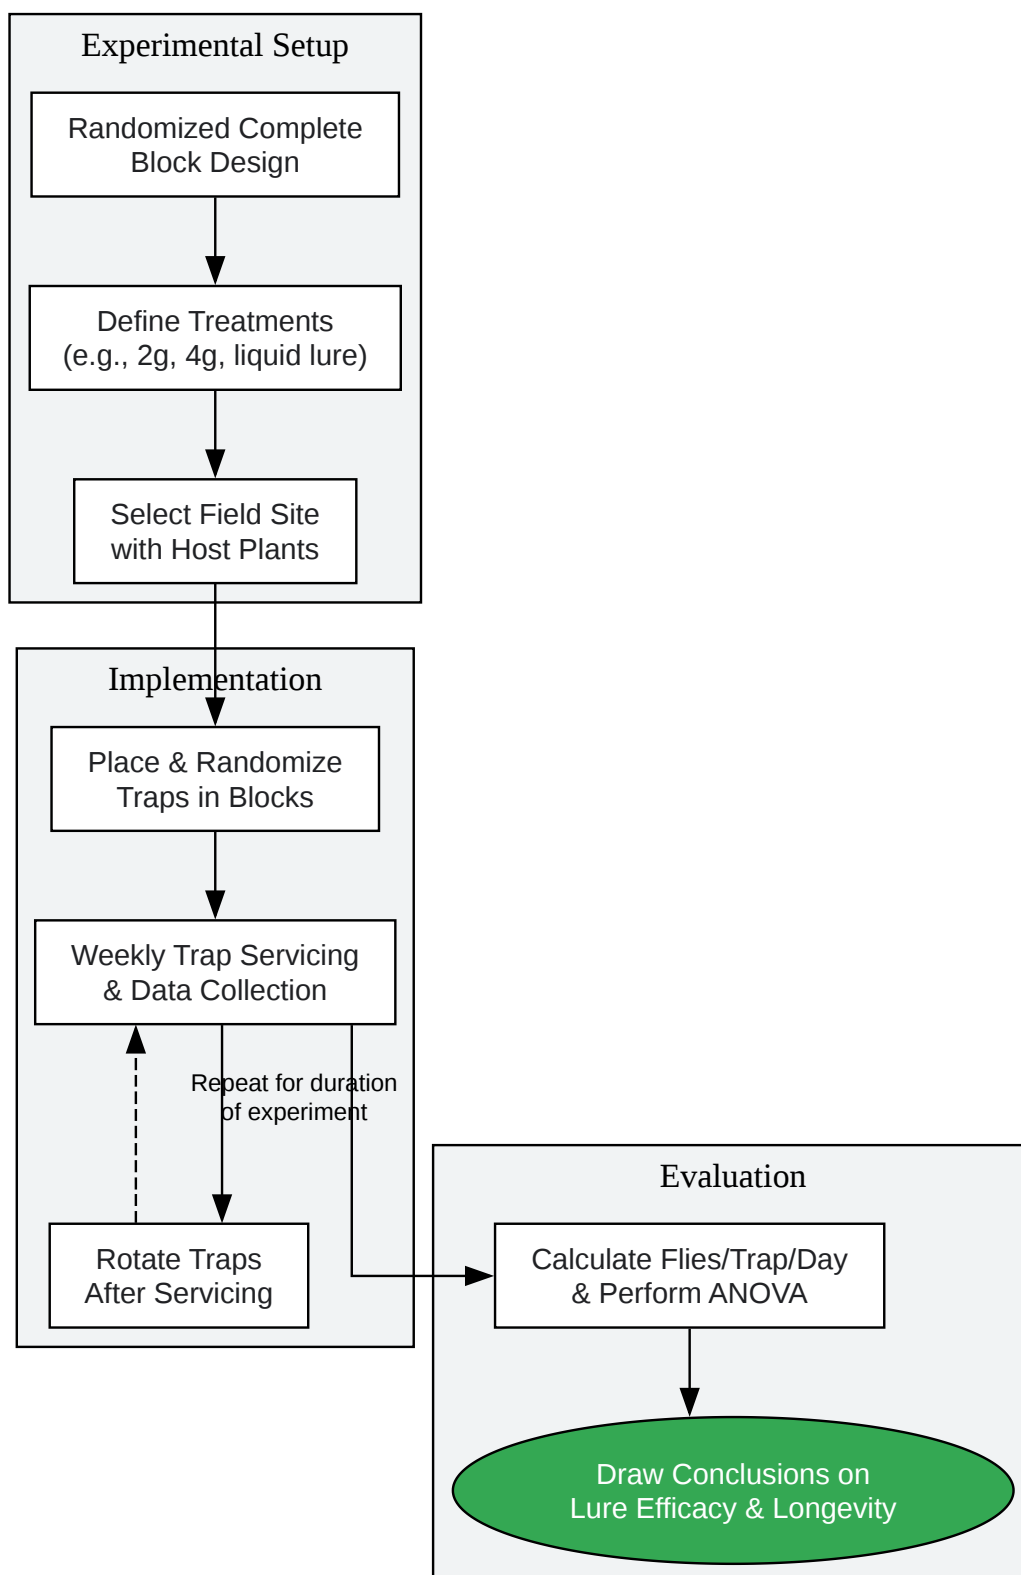 Experimental Setup
Randomized Complete
Block Design
Define Treatments
(e.g., 2g, 4g, liquid lure)
Select Field Site
with Host Plants
Implementation
Place & Randomize
Traps in Blocks
Weekly Trap Servicing
& Data Collection
Repeat for duration
of experiment
Rotate Traps
After Servicing
Evaluation
Calculate Flies/Trap/Day
& Perform ANOVA
Draw Conclusions on
Lure Efficacy & Longevity